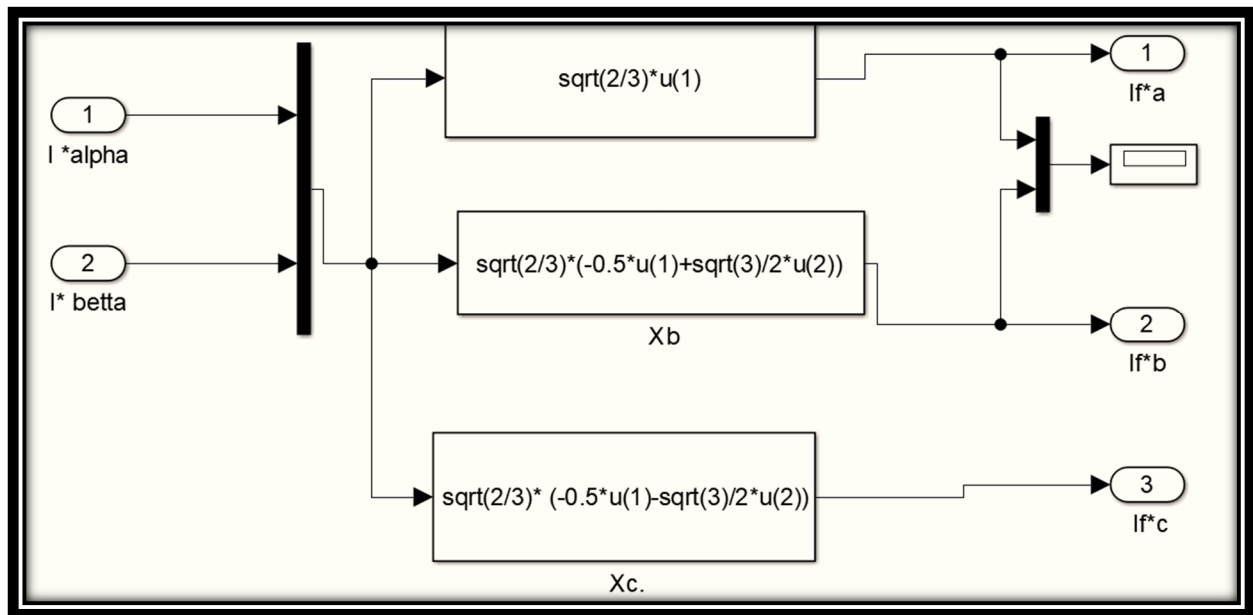 sqrt(2/3)*u(1)
1
If*a
1
I *alpha
sqrt(2/3)*(-0.5*u(1)+sqrt(3)/2*u(2))
Xb
2
I* betta
2
If*b
sqrt(2/3)* (-0.5*u(1)-sqrt(3)/2*u(2))
Xc.
3
If*c